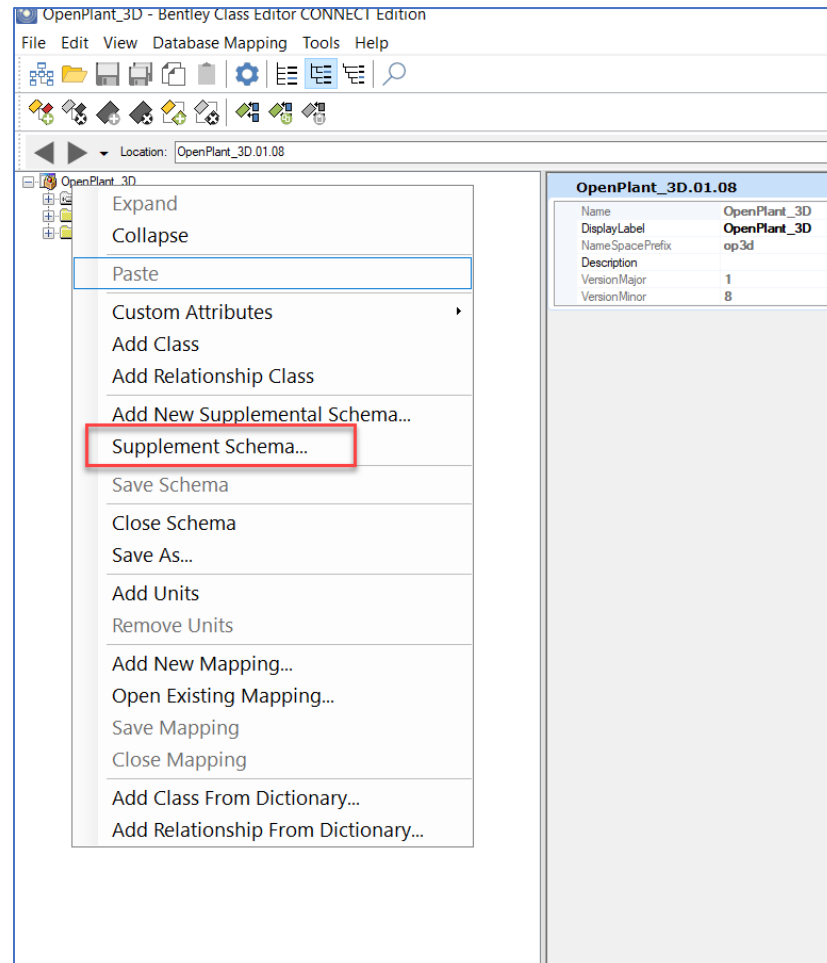 OpenPlant_3D - Bentley Class Editor CONNECT Edition
File Edit View Database Mapping Tools Help
Location: OpenPlant_3D.01.08
OpenPlant_3D
Expand
Collapse
Paste
Custom Attributes
Add Class
Add Relationship Class
Add New Supplemental Schema...
Supplement Schema...
Save Schema
Close Schema
Save As...
Add Units
Remove Units
Add New Mapping...
Open Existing Mapping...
Save Mapping
Close Mapping
Add Class From Dictionary...
Add Relationship From Dictionary...
OpenPlant_3D.01.08
Name OpenPlant_3D
DisplayLabel OpenPlant_3D
NameSpacePrefix op3d
Description
VersionMajor 1
VersionMinor 8